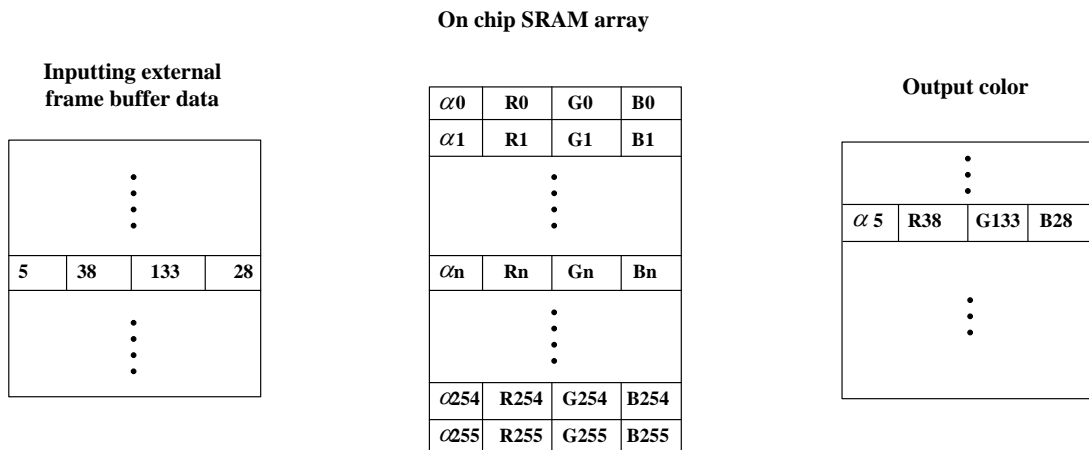 On chip SRAM array
Inputting external
frame buffer data
Output color
5 38 133 28
α0 R0 G0 B0
α1 R1 G1 B1
αn Rn Gn Bn
α254 R254 G254 B254
α255 R255 G255 B255
α 5 R38 G133 B28